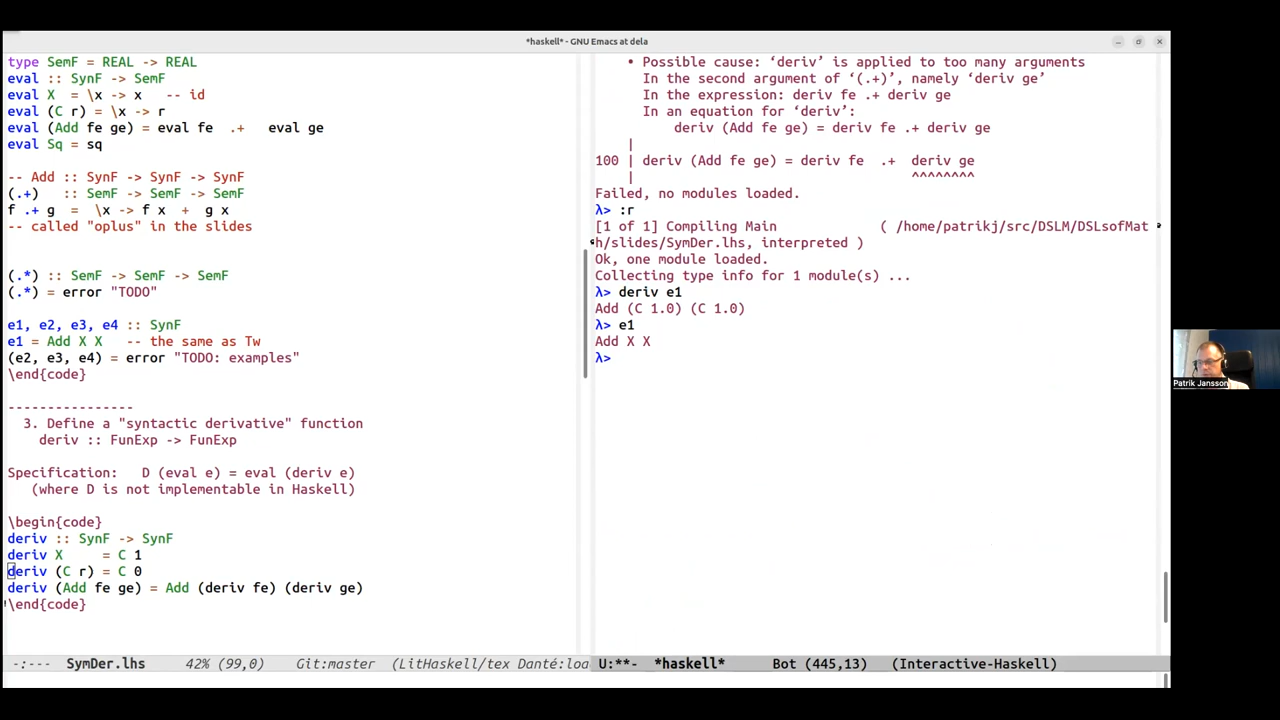 *haskell* - GNU Emacs at dela
type SemF = REAL -> REAL
eval :: SynF -> SemF
eval X  = \x -> x   -- id
eval (C r) = \x -> r
eval (Add fe ge) = eval fe  .+   eval ge
eval Sq = sq
-- Add :: SynF -> SynF -> SynF
(.+)   :: SemF -> SemF -> SemF
f .+ g  =  \x -> f x  +  g x
-- called "oplus" in the slides
(.*) :: SemF -> SemF -> SemF
(.*) = error "TODO"
e1, e2, e3, e4 :: SynF
e1 = Add X X   -- the same as Tw
(e2, e3, e4) = error "TODO: examples"
\end{code}
----------------
3. Define a "syntactic derivative" function
deriv :: FunExp -> FunExp
Specification:   D (eval e) = eval (deriv e)
(where D is not implementable in Haskell)
\begin{code}
deriv :: SynF -> SynF
deriv X     = C 1
deriv (C r) = C 0
deriv (Add fe ge) = Add (deriv fe) (deriv ge)
\end{code}
-:---  SymDer.lhs     42% (99,0)    Git:master  (LitHaskell/tex Danté:loa
• Possible cause: ‘deriv’ is applied to too many arguments
In the second argument of ‘(.+)’, namely ‘deriv ge’
In the expression: deriv fe .+ deriv ge
In an equation for ‘deriv’:
deriv (Add fe ge) = deriv fe .+ deriv ge
|
100 | deriv (Add fe ge) = deriv fe  .+  deriv ge
|                                   ^^^^^^^^
Failed, no modules loaded.
λ> :r
[1 of 1] Compiling Main             ( /home/patrikj/src/DSLM/DSLsofMat
h/slides/SymDer.lhs, interpreted )
Ok, one module loaded.
Collecting type info for 1 module(s) ...
λ> deriv e1
Add (C 1.0) (C 1.0)
λ> e1
Add X X
λ>
U:**-  *haskell*      Bot (445,13)   (Interactive-Haskell)
Patrik Jansson